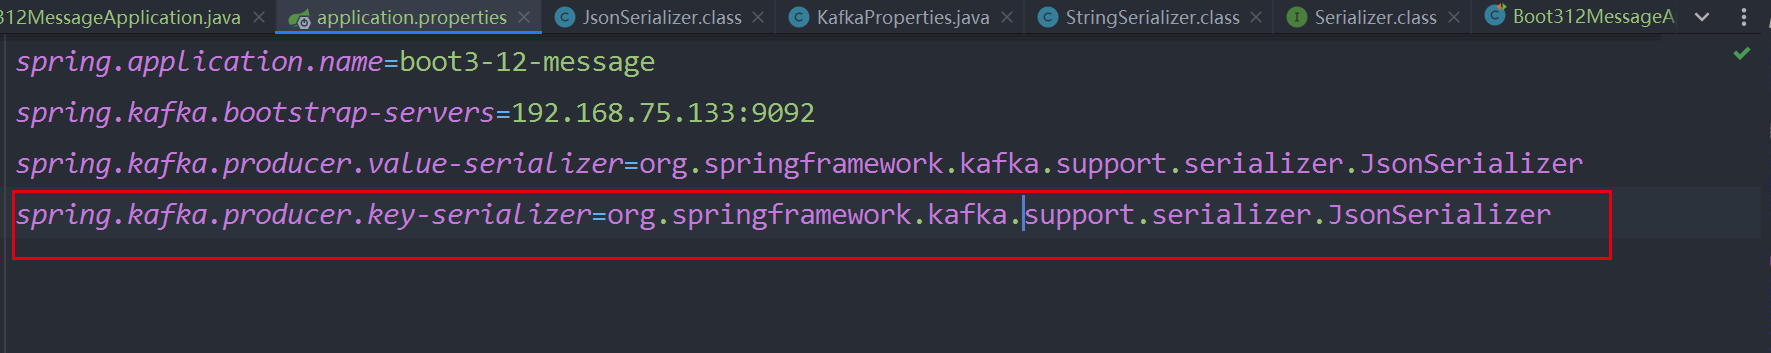 312MessageApplication.java application.properties JsonSerializer.class KafkaProperties.java StringSerializer.class Serializer.class Boot312MessageA
spring.application.name=boot3-12-message
spring.kafka.bootstrap-servers=192.168.75.133:9092
spring.kafka.producer.value-serializer=org.springframework.kafka.support.serializer.JsonSerializer
spring.kafka.producer.key-serializer=org.springframework.kafka.support.serializer.JsonSerializer